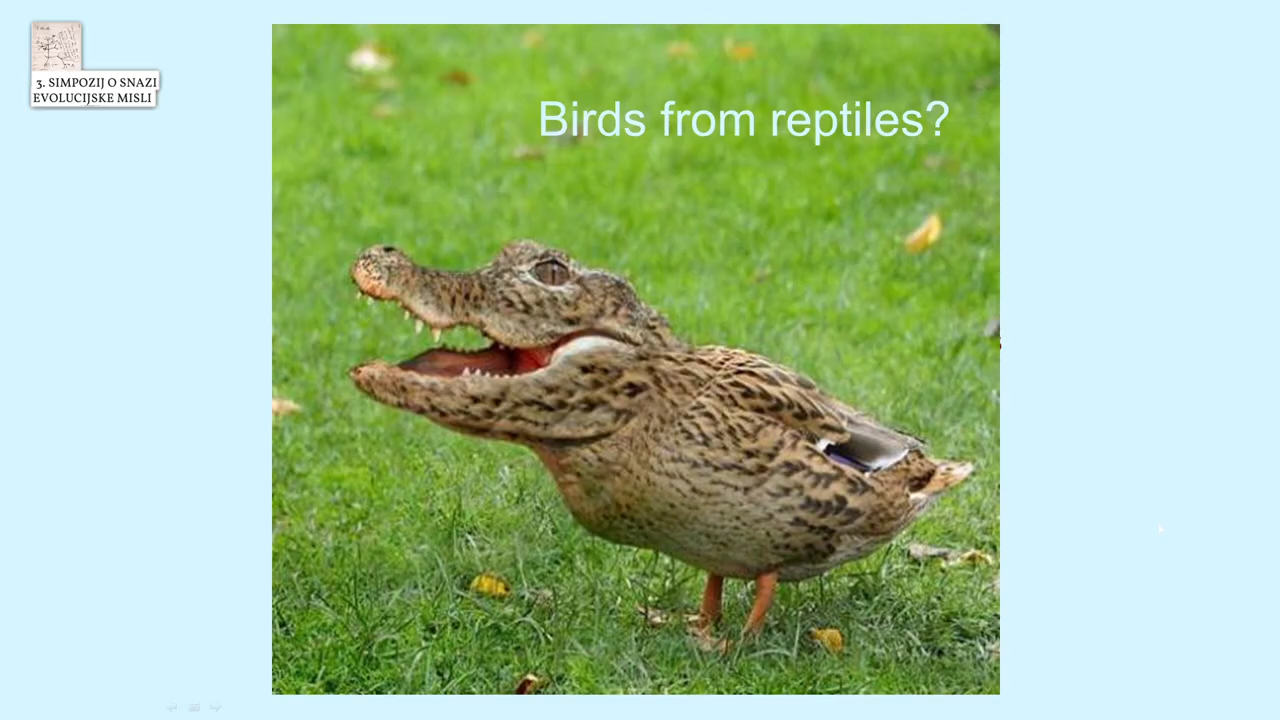 3. SIMPOZIJ O SNAZI
EVOLUCIJSKE MISLI
Birds from reptiles?